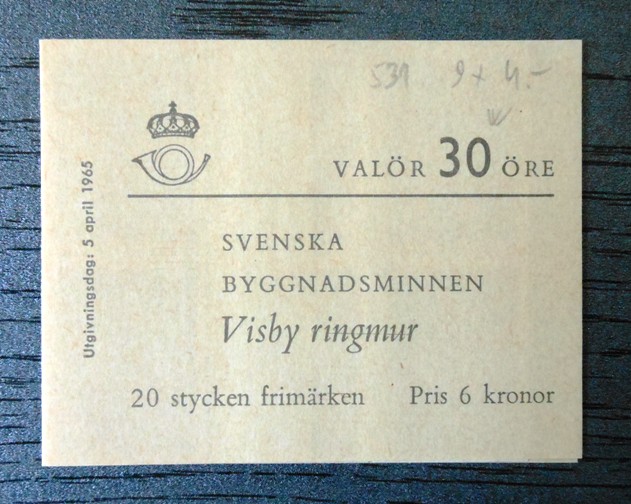 531 9+ 4.-
VALÖR 30 ÖRE
Utgivningsdag: 5 april 1965
SVENSKA
BYGGNADSMINNEN
Visby ringmur
20 stycken frimärken Pris 6 kronor